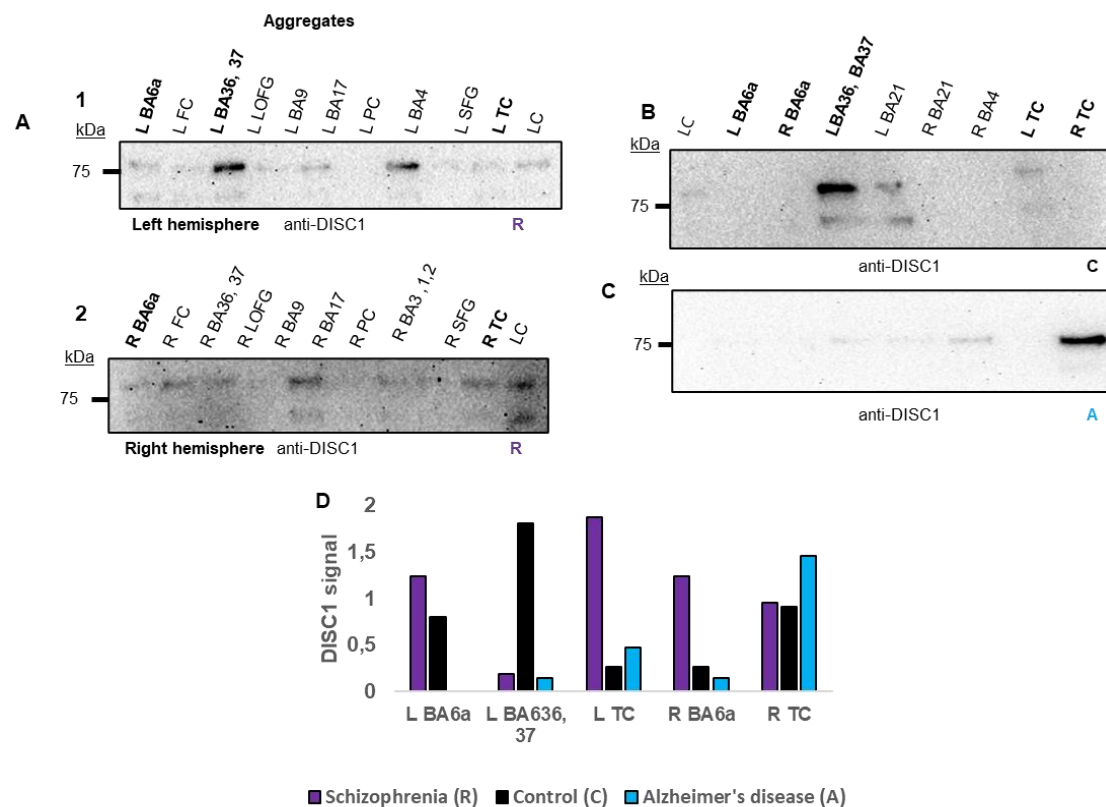 Aggregates
A
1
kDa
L BA6a
L FC
L BA36, 37
L LOFG
L BA9
L BA17
L PC
L BA4
L SFG
L TC
LC
75
Left hemisphere anti-DISC1 R
2
kDa
R BA6a
R FC
R BA36, 37
R LOFG
R BA9
R BA17
R PC
R BA3 ,1,2
R SFG
R TC
LC
75
Right hemisphere anti-DISC1 R
B
kDa
LC
L BA6a
R BA6a
LBA36, BA37
L BA21
R BA21
R BA4
L TC
R TC
75
anti-DISC1 C
C
kDa
75
anti-DISC1 A
D
DISC1 signal
2
1,5
1
0,5
0
L BA6a
L BA636,
37
L TC
R BA6a
R TC
Schizophrenia (R) Control (C) Alzheimer's disease (A)